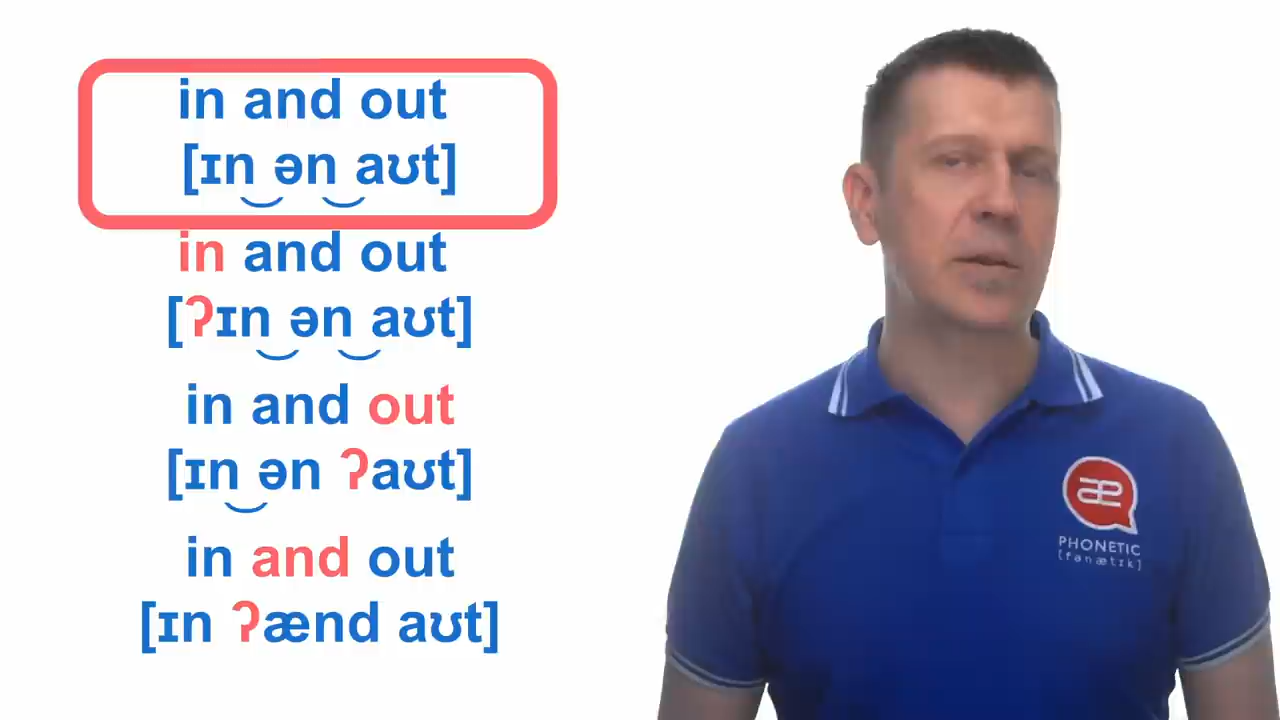 in and out
[ɪn ən aʊt]
in and out
[ʔɪn ən aʊt]
in and out
[ɪn ən ʔaʊt]
in and out
[ɪn ʔænd aʊt]
æ
PHONETIC
[fənætɪk]